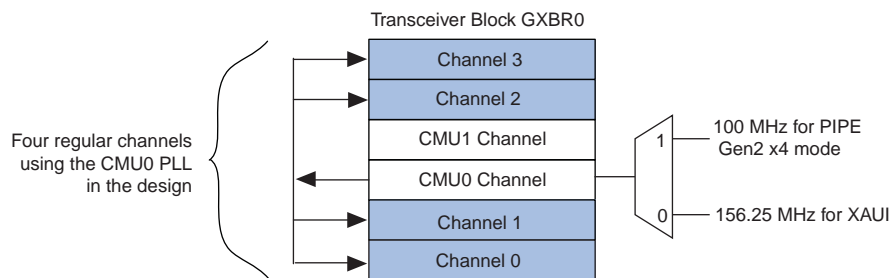 Transceiver Block GXBR0
Channel 3
Channel 2
CMU1 Channel
CMU0 Channel
Channel 1
Channel 0
Four regular channels
using the CMU0 PLL
in the design
1
0
100 MHz for PIPE
Gen2 x4 mode
156.25 MHz for XAUI